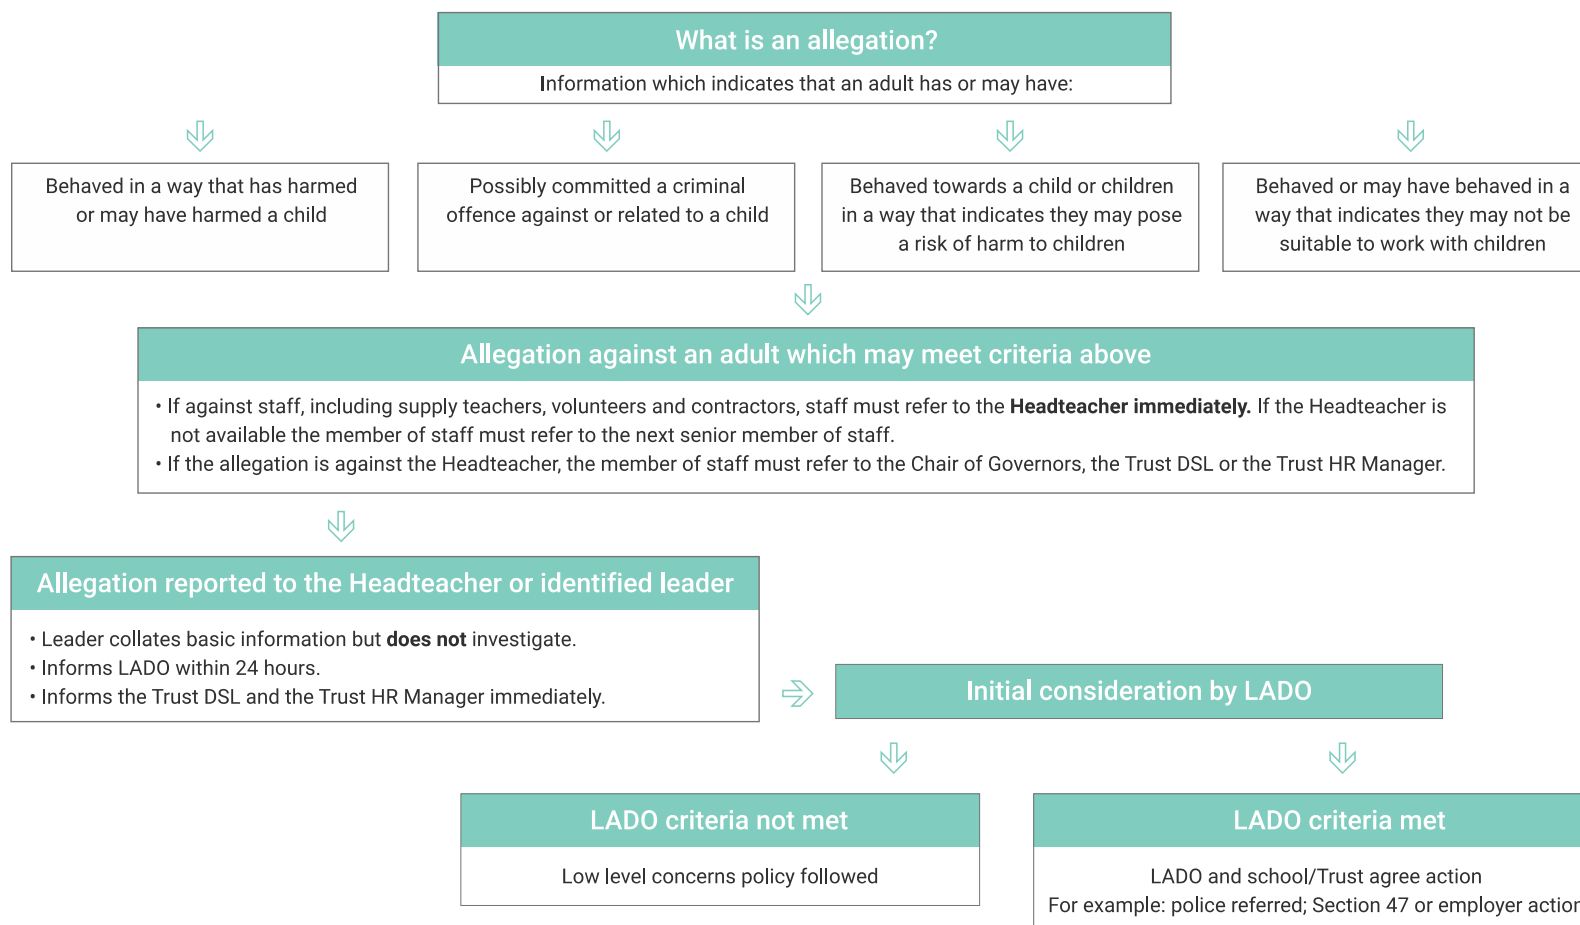 What is an allegation?
Information which indicates that an adult has or may have:
Behaved in a way that has harmed
or may have harmed a child
Possibly committed a criminal
offence against or related to a child
Behaved towards a child or children
in a way that indicates they may pose
a risk of harm to children
Behaved or may have behaved in a
way that indicates they may not be
suitable to work with children
Allegation against an adult which may meet criteria above
• If against staff, including supply teachers, volunteers and contractors, staff must refer to the Headteacher immediately. If the Headteacher is
not available the member of staff must refer to the next senior member of staff.
• If the allegation is against the Headteacher, the member of staff must refer to the Chair of Governors, the Trust DSL or the Trust HR Manager.
Allegation reported to the Headteacher or identified leader
• Leader collates basic information but does not investigate.
• Informs LADO within 24 hours.
• Informs the Trust DSL and the Trust HR Manager immediately.
Initial consideration by LADO
LADO criteria not met
Low level concerns policy followed
LADO criteria met
LADO and school/Trust agree action
For example: police referred; Section 47 or employer action